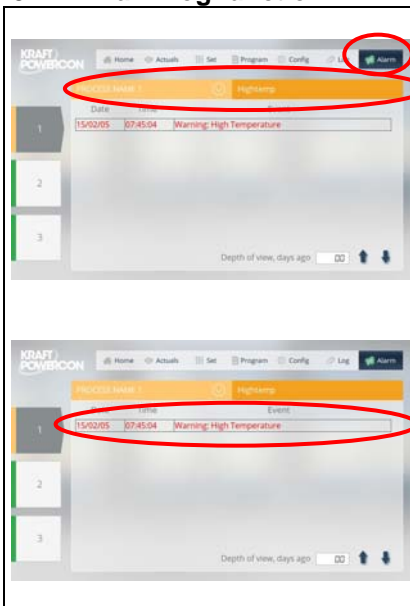 KRAFT
POWERCON
Home Actuals Set Program Config Log Alarm
PROCESS NAME 1 Hightemp
Date Time Event
15/02/05 07:45:04 Warning: High Temperature
1
2
3
Depth of view, days ago 00
KRAFT
POWERCON
Home Actuals Set Program Config Log Alarm
PROCESS NAME 1 Hightemp
Time Event
15/02/05 07:45:04 Warning: High Temperature
1
2
3
Depth of view, days ago 00